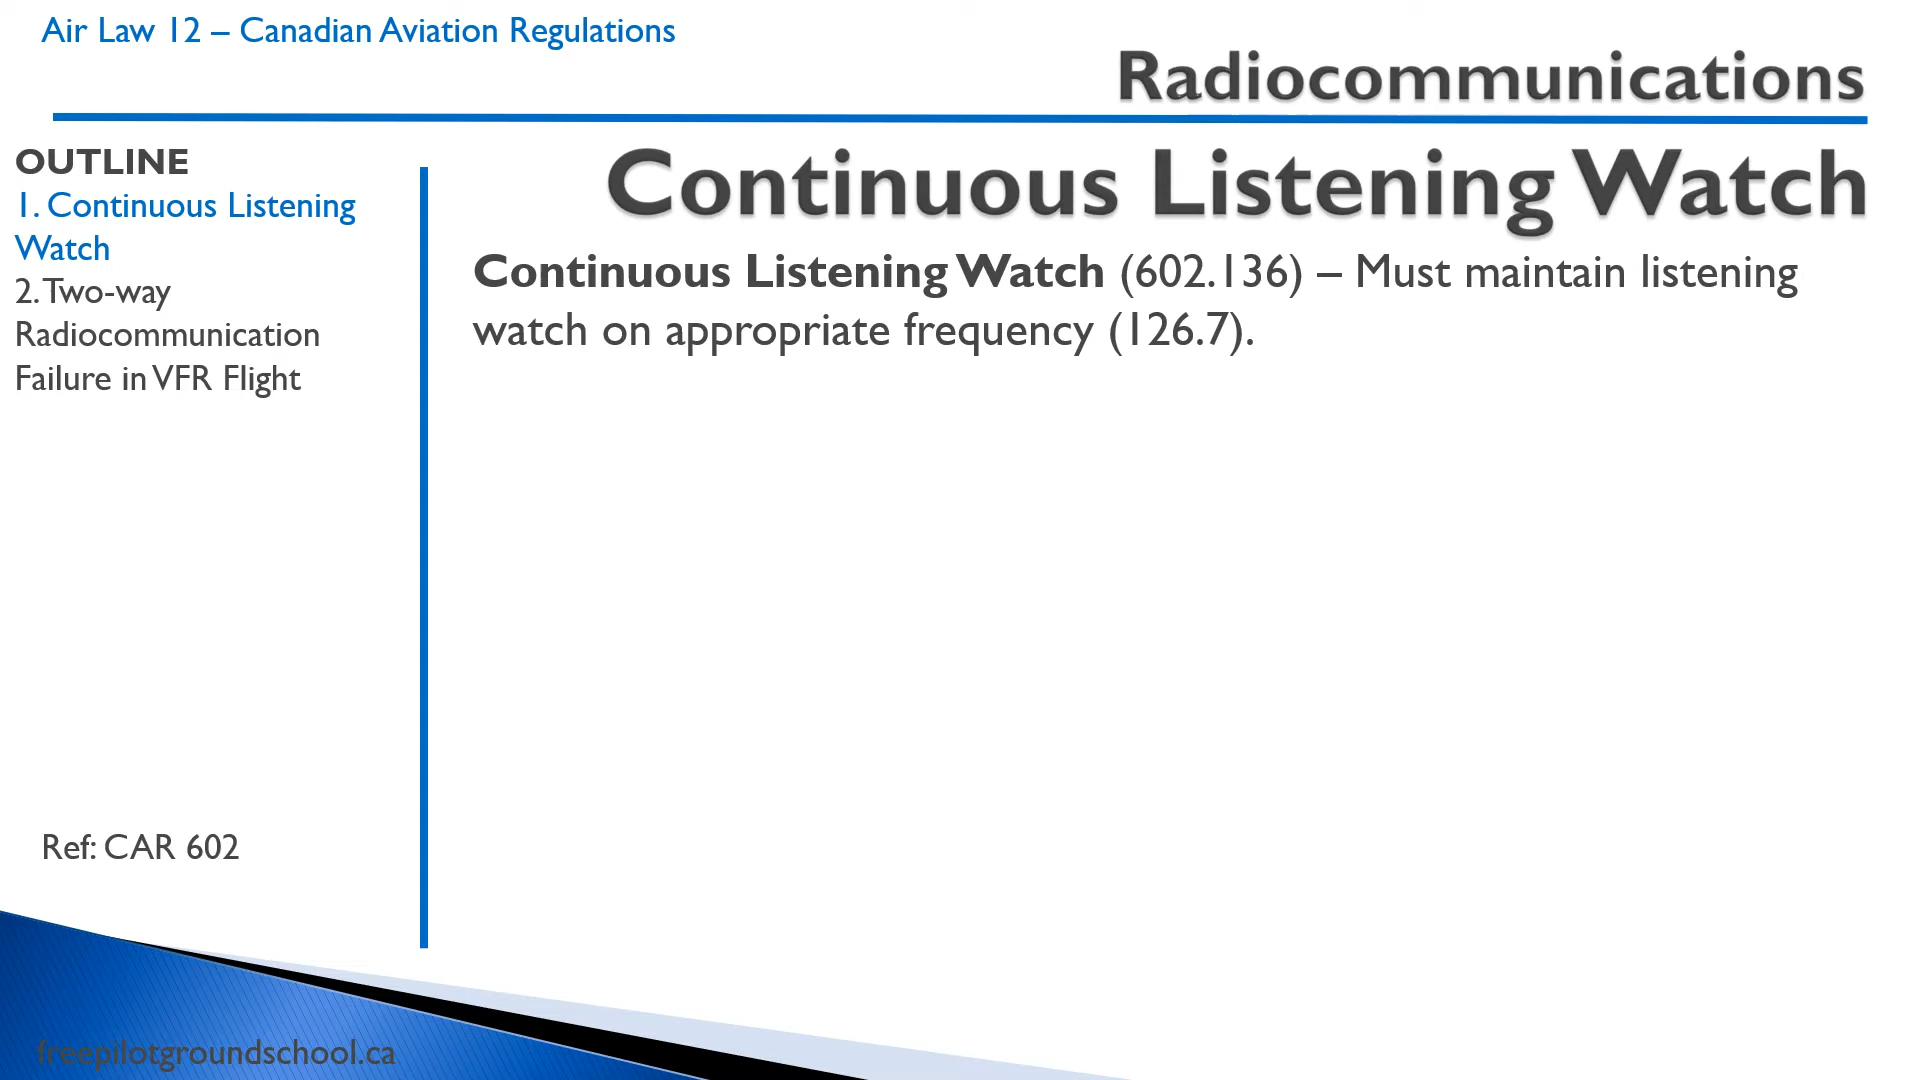 Air Law 12 – Canadian Aviation Regulations
Radiocommunications
OUTLINE
1. Continuous Listening
Watch
2. Two-way
Radiocommunication
Failure in VFR Flight
Ref: CAR 602
Continuous Listening Watch
Continuous Listening Watch (602.136) – Must maintain listening
watch on appropriate frequency (126.7).
freepilotgroundschool.ca